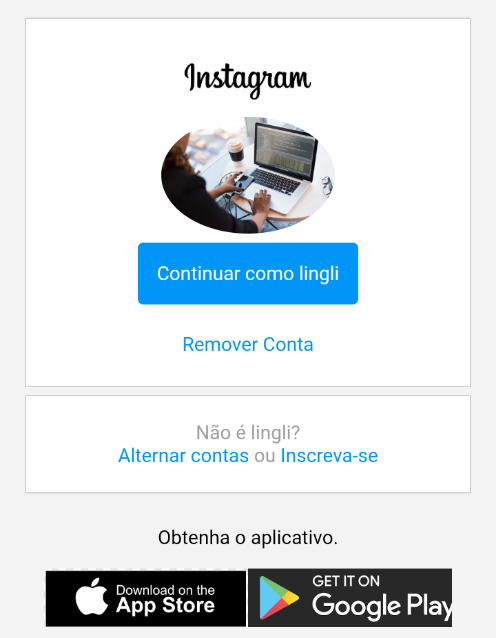 Instagram
Continuar como lingli
Remover Conta
Não é lingli?
Alternar contas ou Inscreva-se
Obtenha o aplicativo.
Download on the
App Store
GET IT ON
Google Play